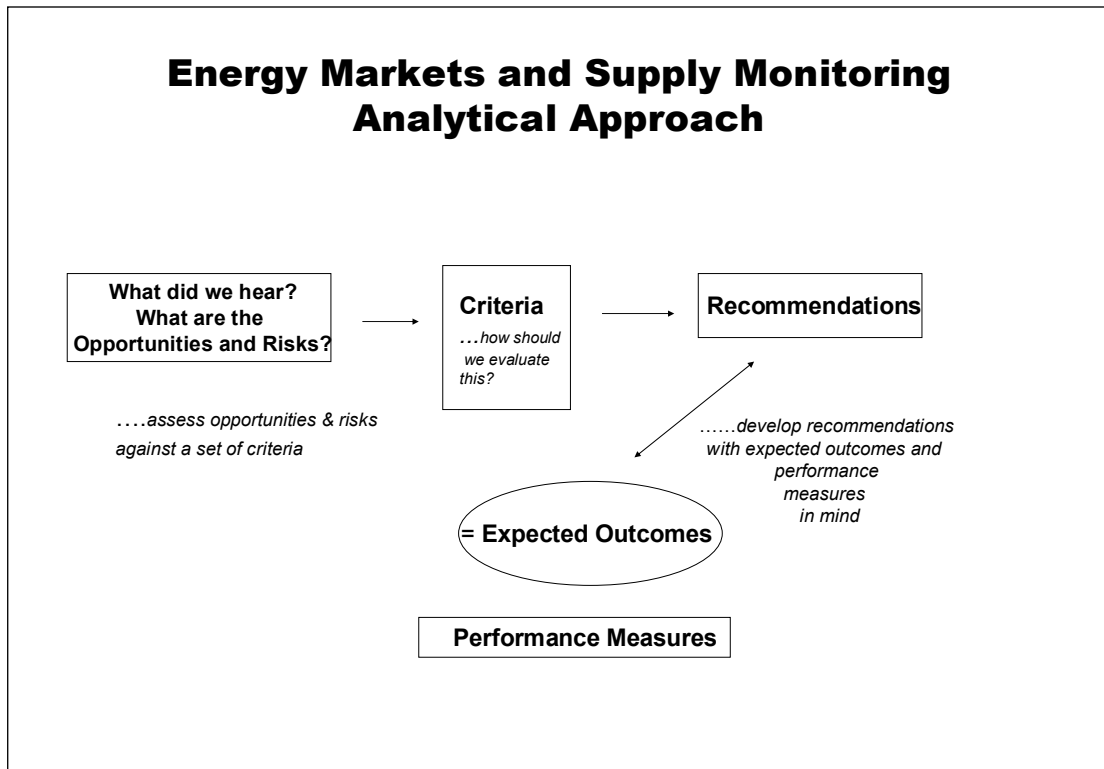 Energy Markets and Supply Monitoring
Analytical Approach
What did we hear?
What are the
Opportunities and Risks?
….assess opportunities & risks
against a set of criteria
Criteria
…how should
we evaluate
this?
Recommendations
……develop recommendations
with expected outcomes and
performance
measures
in mind
= Expected Outcomes
Performance Measures